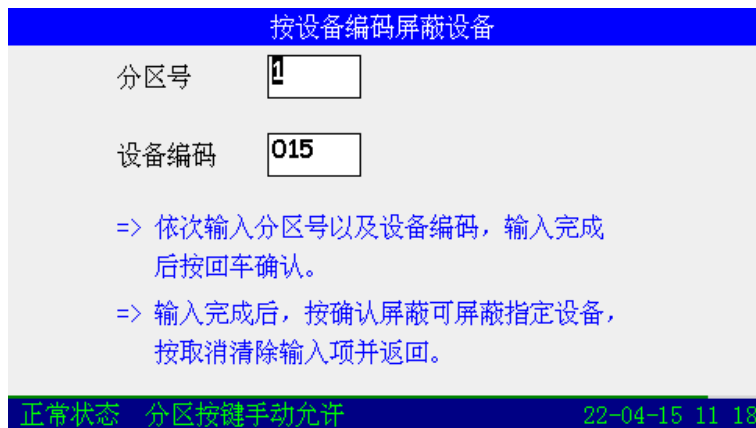 按设备编码屏蔽设备
分区号 1
设备编码 015
=> 依次输入分区号以及设备编码，输入完成
后按回车确认。
=> 输入完成后，按确认屏蔽可屏蔽指定设备，
按取消清除输入项并返回。
正常状态 分区按键手动允许 22-04-15 11 18